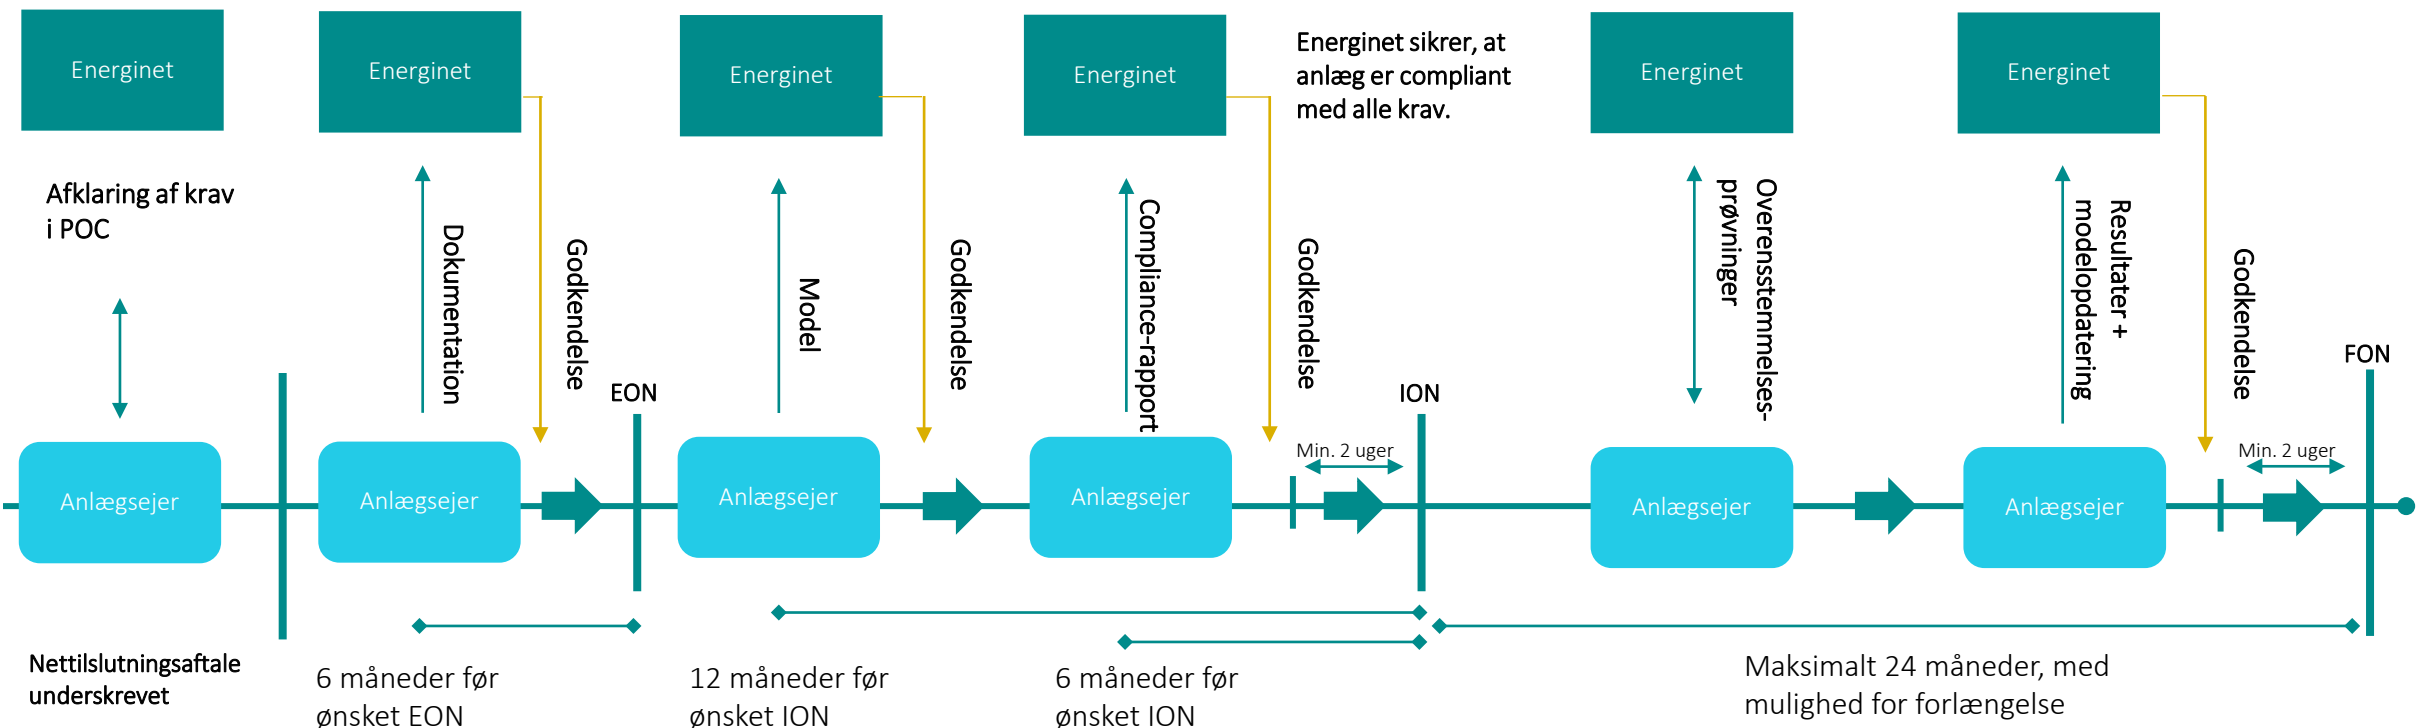 Energinet
Energinet
Energinet
Energinet
Energinet sikrer, at
anlæg er compliant
med alle krav.
Energinet
Energinet
Afklaring af krav
i POC
Dokumentation
Godkendelse
Model
Godkendelse
Compliance-rapport
Godkendelse
Overensstemmelses-
prøvninger
Resultater +
modelopdatering
Godkendelse
EON
ION
FON
Min. 2 uger
Min. 2 uger
Anlægsejer
Anlægsejer
Anlægsejer
Anlægsejer
Anlægsejer
Anlægsejer
Nettilslutningsaftale
underskrevet
6 måneder før
ønsket EON
12 måneder før
ønsket ION
6 måneder før
ønsket ION
Maksimalt 24 måneder, med
mulighed for forlængelse